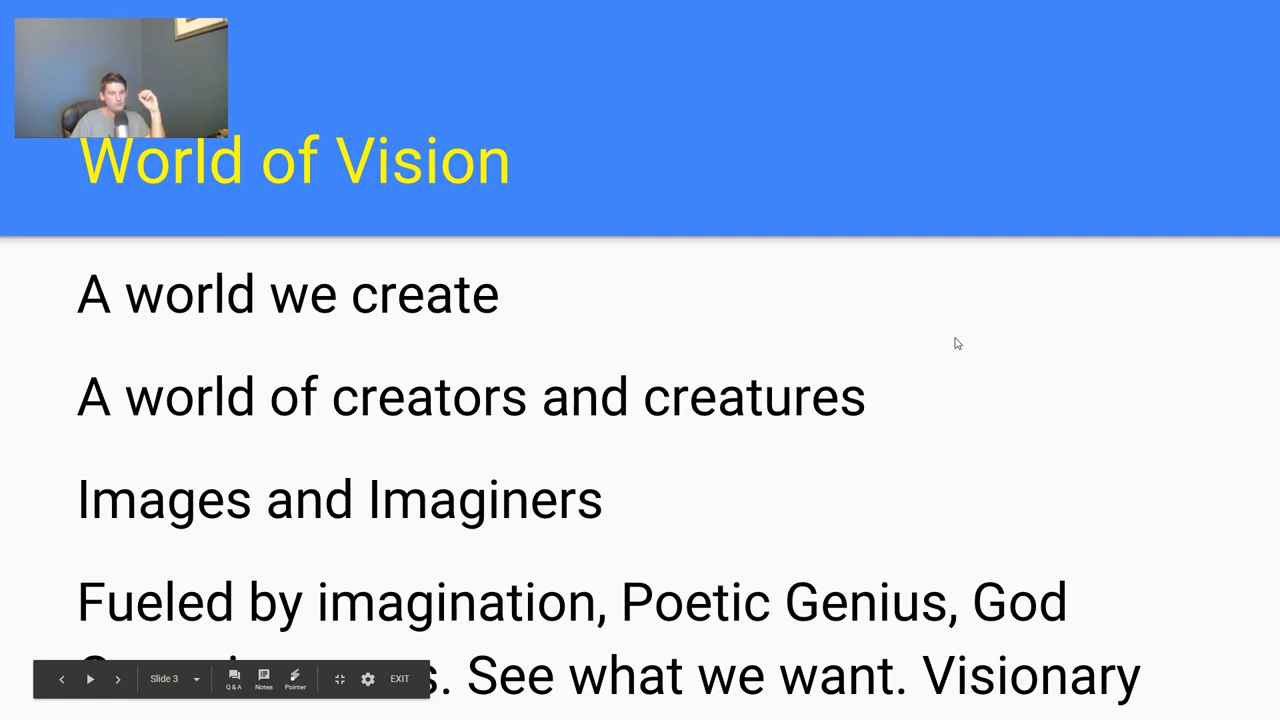 World of Vision
A world we create
A world of creators and creatures
Images and Imaginers
Fueled by imagination, Poetic Genius, God
See what we want. Visionary
Slide 3
Q & A
Notes
Pointer
EXIT